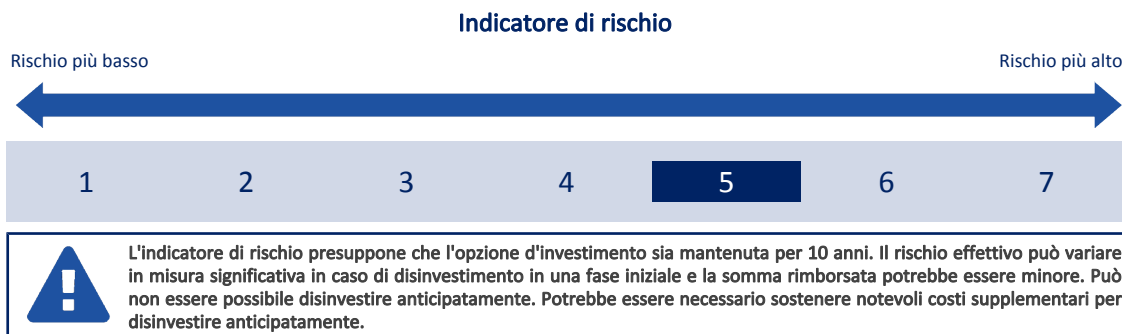 Indicatore di rischio
Rischio più basso Rischio più alto
1 2 3 4 5 6 7
L'indicatore di rischio presuppone che l'opzione d'investimento sia mantenuta per 10 anni. Il rischio effettivo può variare
in misura significativa in caso di disinvestimento in una fase iniziale e la somma rimborsata potrebbe essere minore. Può
non essere possibile disinvestire anticipatamente. Potrebbe essere necessario sostenere notevoli costi supplementari per
disinvestire anticipatamente.